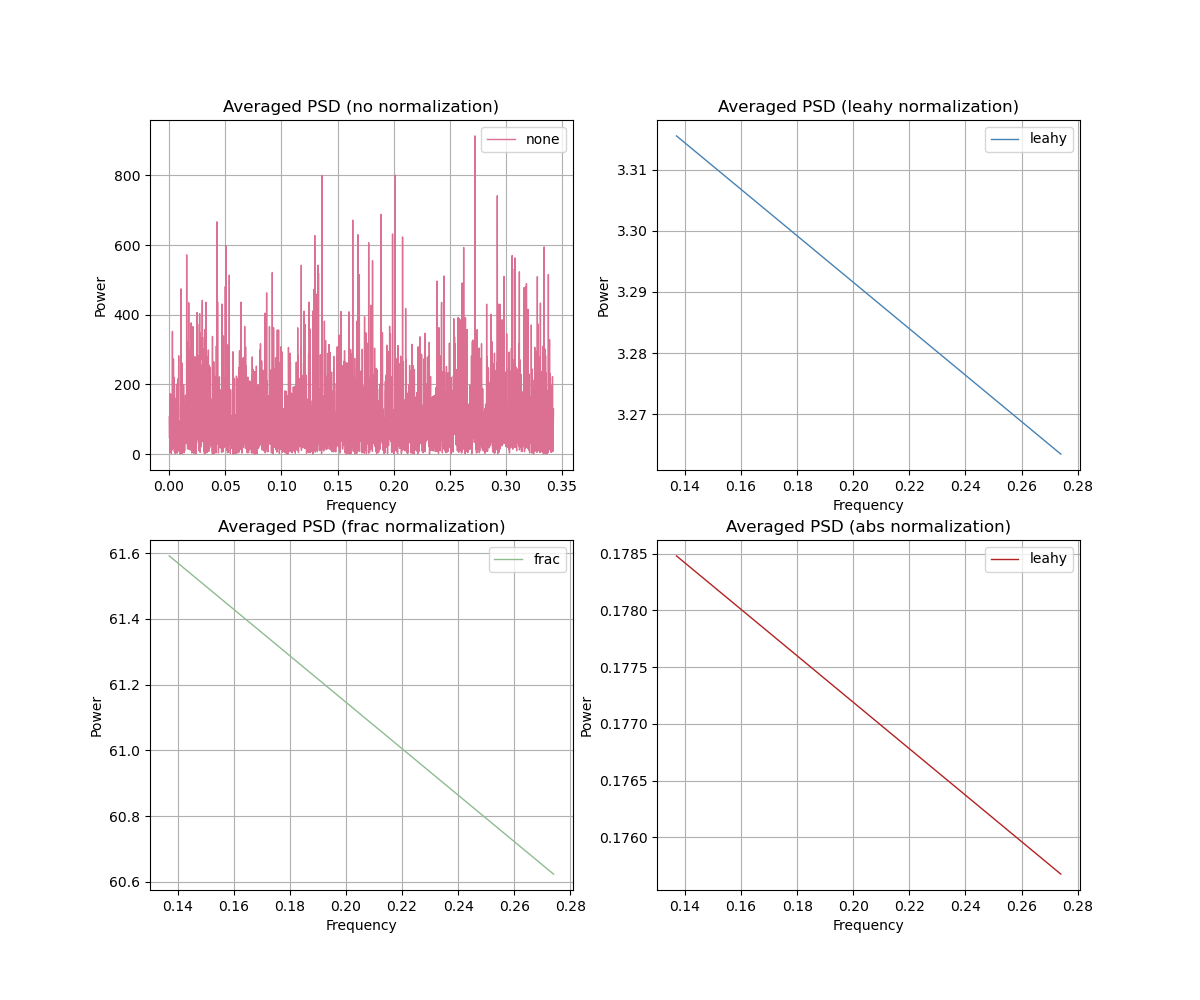 Averaged PSD (no normalization)
none
Power
800
600
400
200
0
0.00 0.05 0.10 0.15 0.20 0.25 0.30 0.35
Frequency
Averaged PSD (leahy normalization)
leahy
Power
3.31
3.30
3.29
3.28
3.27
0.14 0.16 0.18 0.20 0.22 0.24 0.26 0.28
Frequency
Averaged PSD (frac normalization)
frac
Power
61.6
61.4
61.2
61.0
60.8
60.6
0.14 0.16 0.18 0.20 0.22 0.24 0.26 0.28
Frequency
Averaged PSD (abs normalization)
leahy
Power
0.1785
0.1780
0.1775
0.1770
0.1765
0.1760
0.14 0.16 0.18 0.20 0.22 0.24 0.26 0.28
Frequency